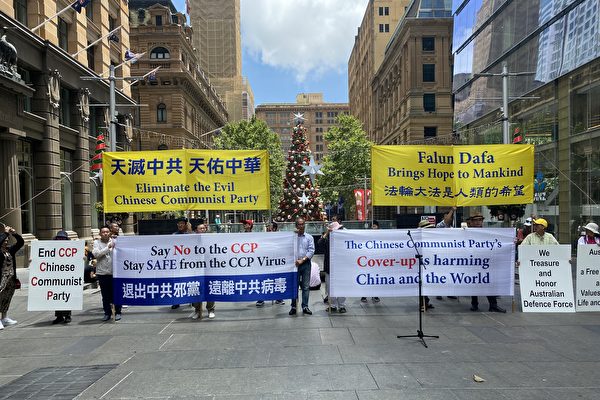 天滅中共 天佑中華
Eliminate the Evil
Chinese Communist Party
Falun Dafa
Brings Hope to Mankind
法輪大法是人類的希望
End CCP
Chinese
Communist
Party
Say No to the CCP
Stay SAFE from the CCP Virus
退出中共邪黨 遠離中共病毒
The Chinese Communist Party's
Cover-up is harming
China and the World
We
Treasure
and Honor
Australian
Defence Force
a Free
and
Values
Life and